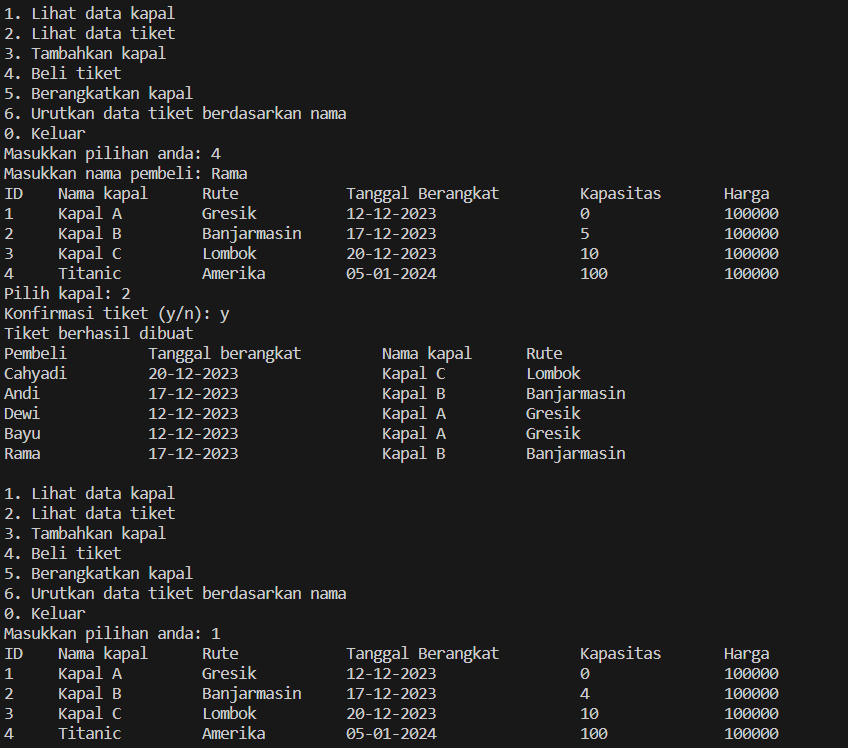 1. Lihat data kapal
2. Lihat data tiket
3. Tambahkan kapal
4. Beli tiket
5. Berangkatkan kapal
6. Urutkan data tiket berdasarkan nama
0. Keluar
Masukkan pilihan anda: 4
Masukkan nama pembeli: Rama
ID    Nama kapal      Rute            Tanggal Berangkat         Kapasitas       Harga
1     Kapal A         Gresik          12-12-2023                0               100000
2     Kapal B         Banjarmasin     17-12-2023                5               100000
3     Kapal C         Lombok          20-12-2023                10              100000
4     Titanic         Amerika         05-01-2024                100             100000
Pilih kapal: 2
Konfirmasi tiket (y/n): y
Tiket berhasil dibuat
Pembeli         Tanggal berangkat         Nama kapal      Rute
Cahyadi         20-12-2023                Kapal C         Lombok
Andi            17-12-2023                Kapal B         Banjarmasin
Dewi            12-12-2023                Kapal A         Gresik
Bayu            12-12-2023                Kapal A         Gresik
Rama            17-12-2023                Kapal B         Banjarmasin

1. Lihat data kapal
2. Lihat data tiket
3. Tambahkan kapal
4. Beli tiket
5. Berangkatkan kapal
6. Urutkan data tiket berdasarkan nama
0. Keluar
Masukkan pilihan anda: 1
ID    Nama kapal      Rute            Tanggal Berangkat         Kapasitas       Harga
1     Kapal A         Gresik          12-12-2023                0               100000
2     Kapal B         Banjarmasin     17-12-2023                4               100000
3     Kapal C         Lombok          20-12-2023                10              100000
4     Titanic         Amerika         05-01-2024                100             100000